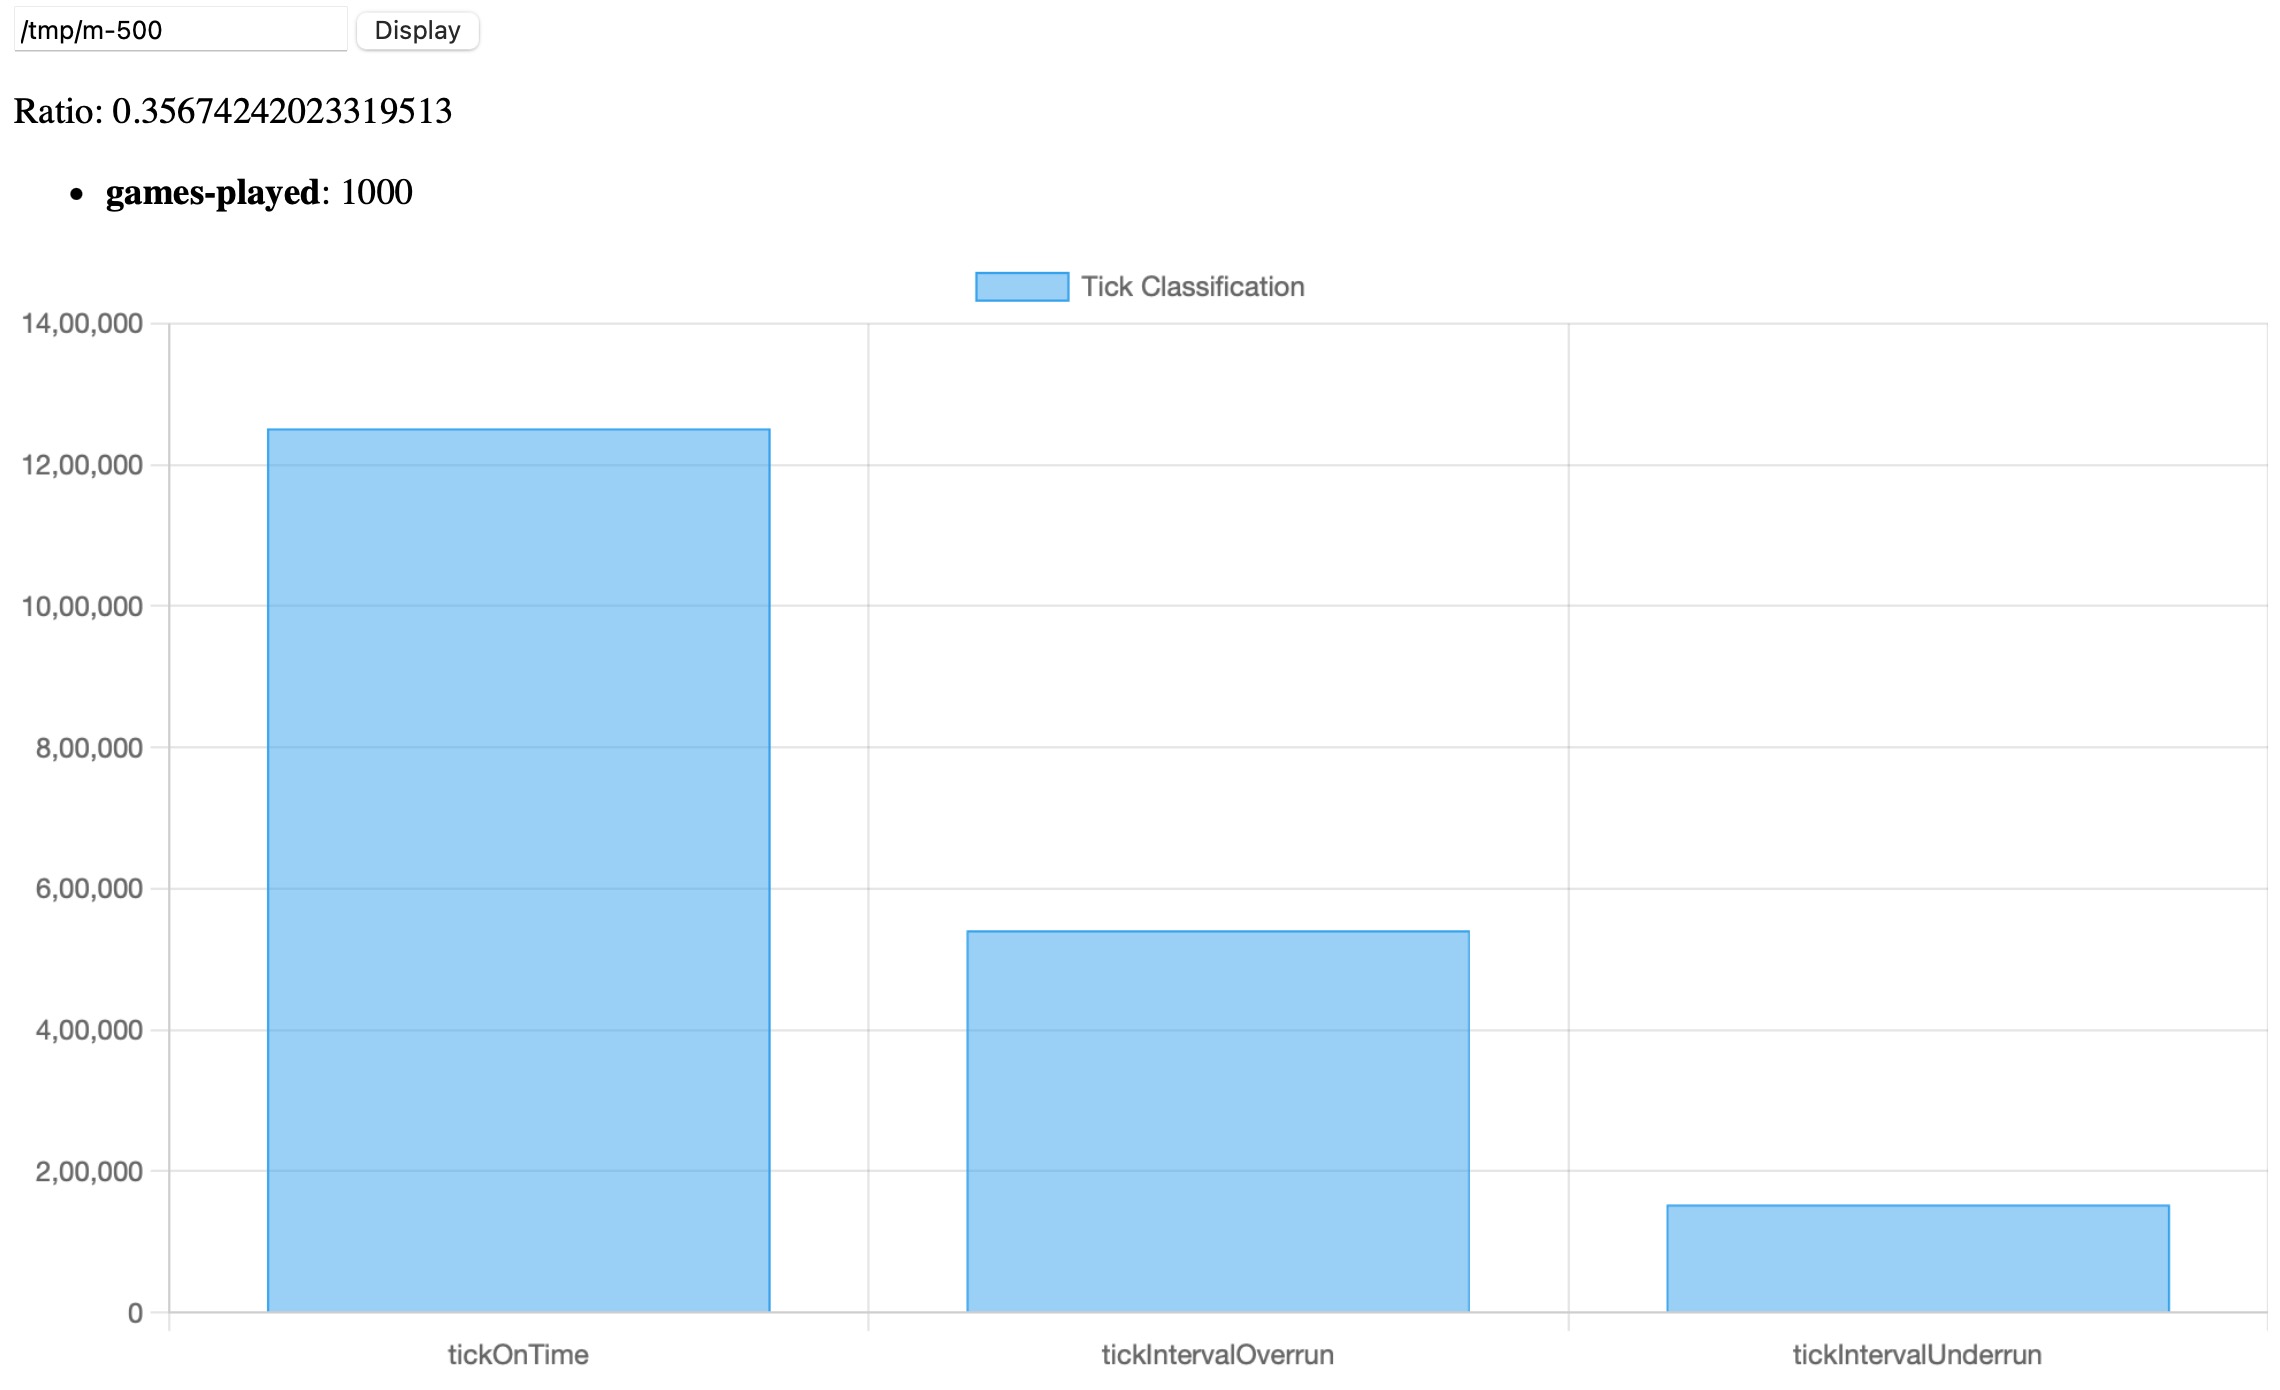 /tmp/m-500 Display
Ratio: 0.35674242023319513
• games-played: 1000
Tick Classification
14,00,000
12,00,000
10,00,000
8,00,000
6,00,000
4,00,000
2,00,000
0
tickOnTime tickIntervalOverrun tickIntervalUnderrun